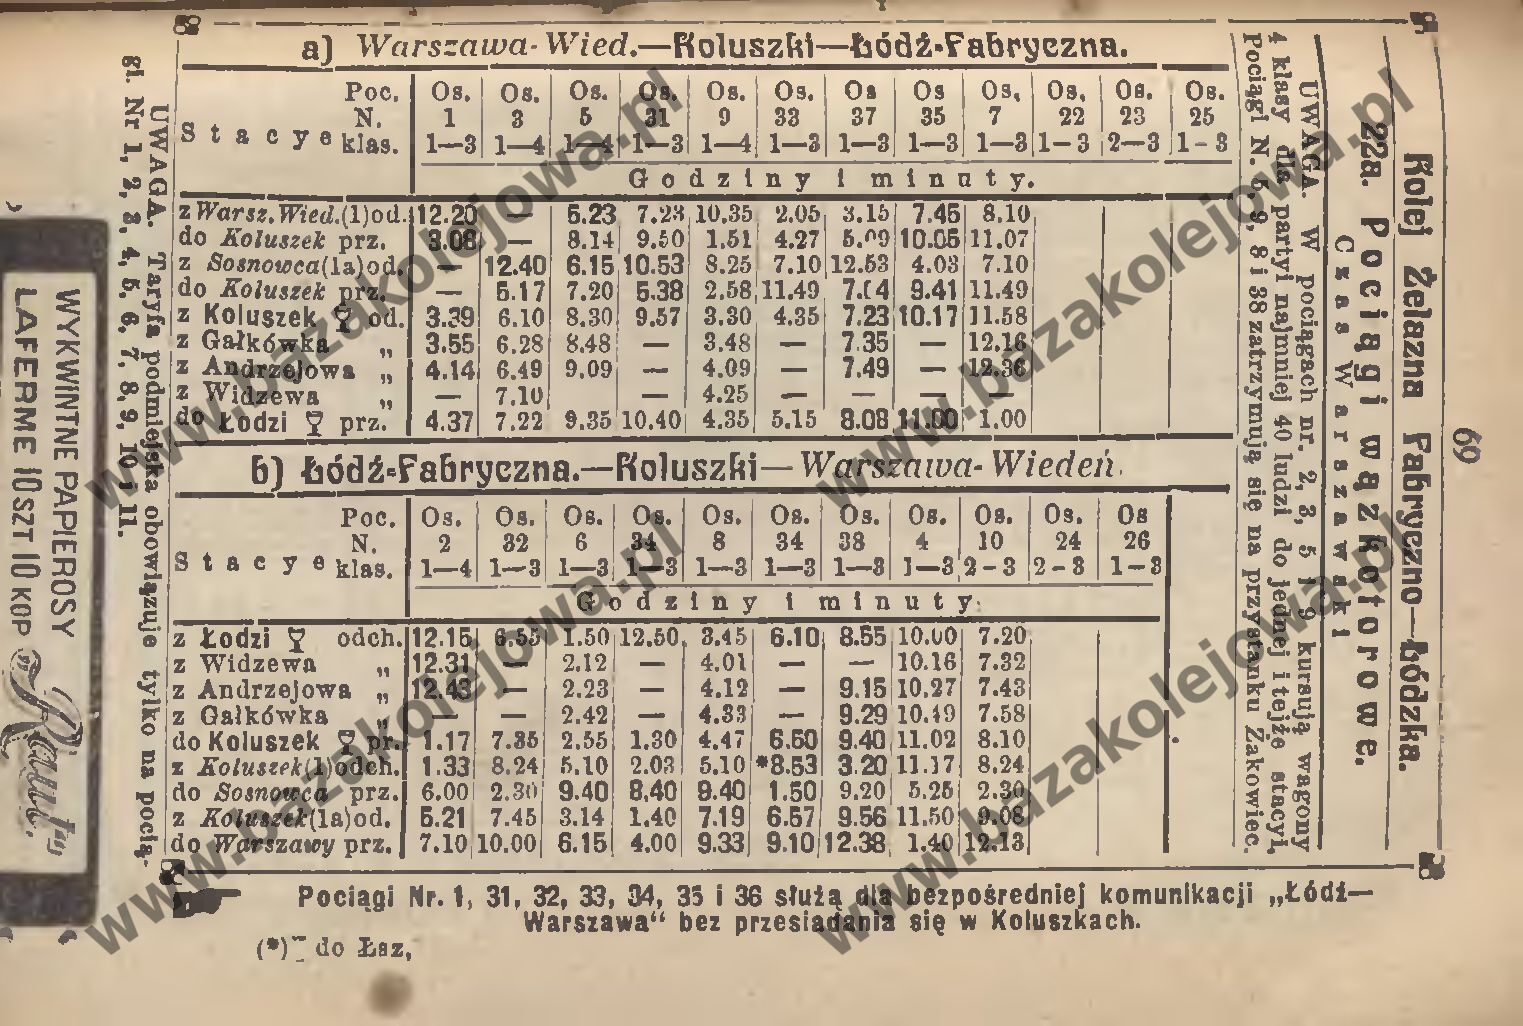 69
Kolej Żelazna Fabryczno—Łódzka.
22a. Pociągi wązkotorowe.
Czas Warszawski
UWAGA. W pociągach nr. 2, 3, 5 i 9 kursują wagony
4 klasy dla partyi najmniej 40 ludzi do jednej i tejże stacyi.
Pociągi N. 5, 9, 8 i 38 zatrzymują się na przystanku Zakowiec.
a) Warszawa-Wied.—Koluszki—Łódź-Fabryczna.
Poc. Os. Os. Os. Os. Os. Os. Os Os Os, Os, Os. Os.
N. 1 3 5 31 9 33 37 35 7 22 23 25
Stacye klas. 1—3 1—4 1—4 1—3 1—4 1—3 1—3 1—3 1—3 1-3 2—3 1-3
Godziny i minuty.
z Warsz.Wied.(1)od. 12.20 — 5.23 7.23 10.35 2.05 3.15 7.45 8.10
do Koluszek prz. 3.08 — 8.14 9.50 1.51 4.27 5.09 10.05 11.07
z Sosnowca(1a)od. — 12.40 6.15 10.53 8.25 7.10 12.53 4.03 7.10
do Koluszek prz. — 5.17 7.20 5.38 2.58 11.49 7.04 9.41 11.49
z Koluszek od. 3.39 6.10 8.30 9.57 3.30 4.35 7.23 10.17 11.58
z Gałkówka „ 3.55 6.28 8.48 — 3.48 — 7.35 — 12.16
z Andrzejowa „ 4.14 6.49 9.09 — 4.09 — 7.49 — 12.36
z Widzewa „ — 7.10 — 4.25 — — — —
do Łodzi prz. 4.37 7.22 9.35 10.40 4.35 5.15 8.08 11.00 1.00
b) Łódź-Fabryczna.—Koluszki—Warszawa-Wiedeń.
Poc. Os. Os. Os. Os. Os. Os. Os. Os. Os. Os. Os
N. 2 32 6 34 8 34 38 4 10 24 26
Stacye klas. 1—4 1—3 1—3 1—3 1—3 1—3 1—3 1—3 2-3 2-3 1-3
Godziny i minuty.
z Łodzi odch. 12.15 6.55 1.50 12.50 3.45 6.10 8.55 10.00 7.20
z Widzewa „ 12.31 — 2.12 — 4.01 — — 10.16 7.32
z Andrzejowa „ 12.43 — 2.23 — 4.12 — 9.15 10.27 7.43
z Gałkówka „ — — 2.42 — 4.33 — 9.29 10.49 7.58
do Koluszek pr. 1.17 7.35 2.55 1.30 4.47 6.50 9.40 11.02 8.10
z Koluszek(1)odch. 1.33 8.24 5.10 2.03 5.10 *8.53 3.20 11.17 8.24
do Sosnowca prz. 6.00 2.30 9.40 8.40 9.40 1.50 9.20 5.25 2.30
z Koluszek(1a)od. 5.21 7.45 3.14 1.40 7.19 6.57 9.56 11.50 9.08
do Warszawy prz. 7.10 10.00 6.15 4.00 9.33 9.10 12.38 1.40 12.13
Pociągi Nr. 1, 31, 32, 33, 34, 35 i 36 służą dla bezpośredniej komunikacji „Łódź—
Warszawa“ bez przesiadania się w Koluszkach.
(*) do Łaz,
UWAGA. Taryfa podmiejska obowiązuje tylko na pocią-
gi. Nr 1, 2, 3, 4, 5, 6, 7, 8, 9, 10 i 11.
WYKWINTNE PAPIEROSY
LAFERME 10 SZT 10 KOP
www.bazakolejowa.pl
www.bazakolejowa.pl
www.bazakolejowa.pl
www.bazakolejowa.pl